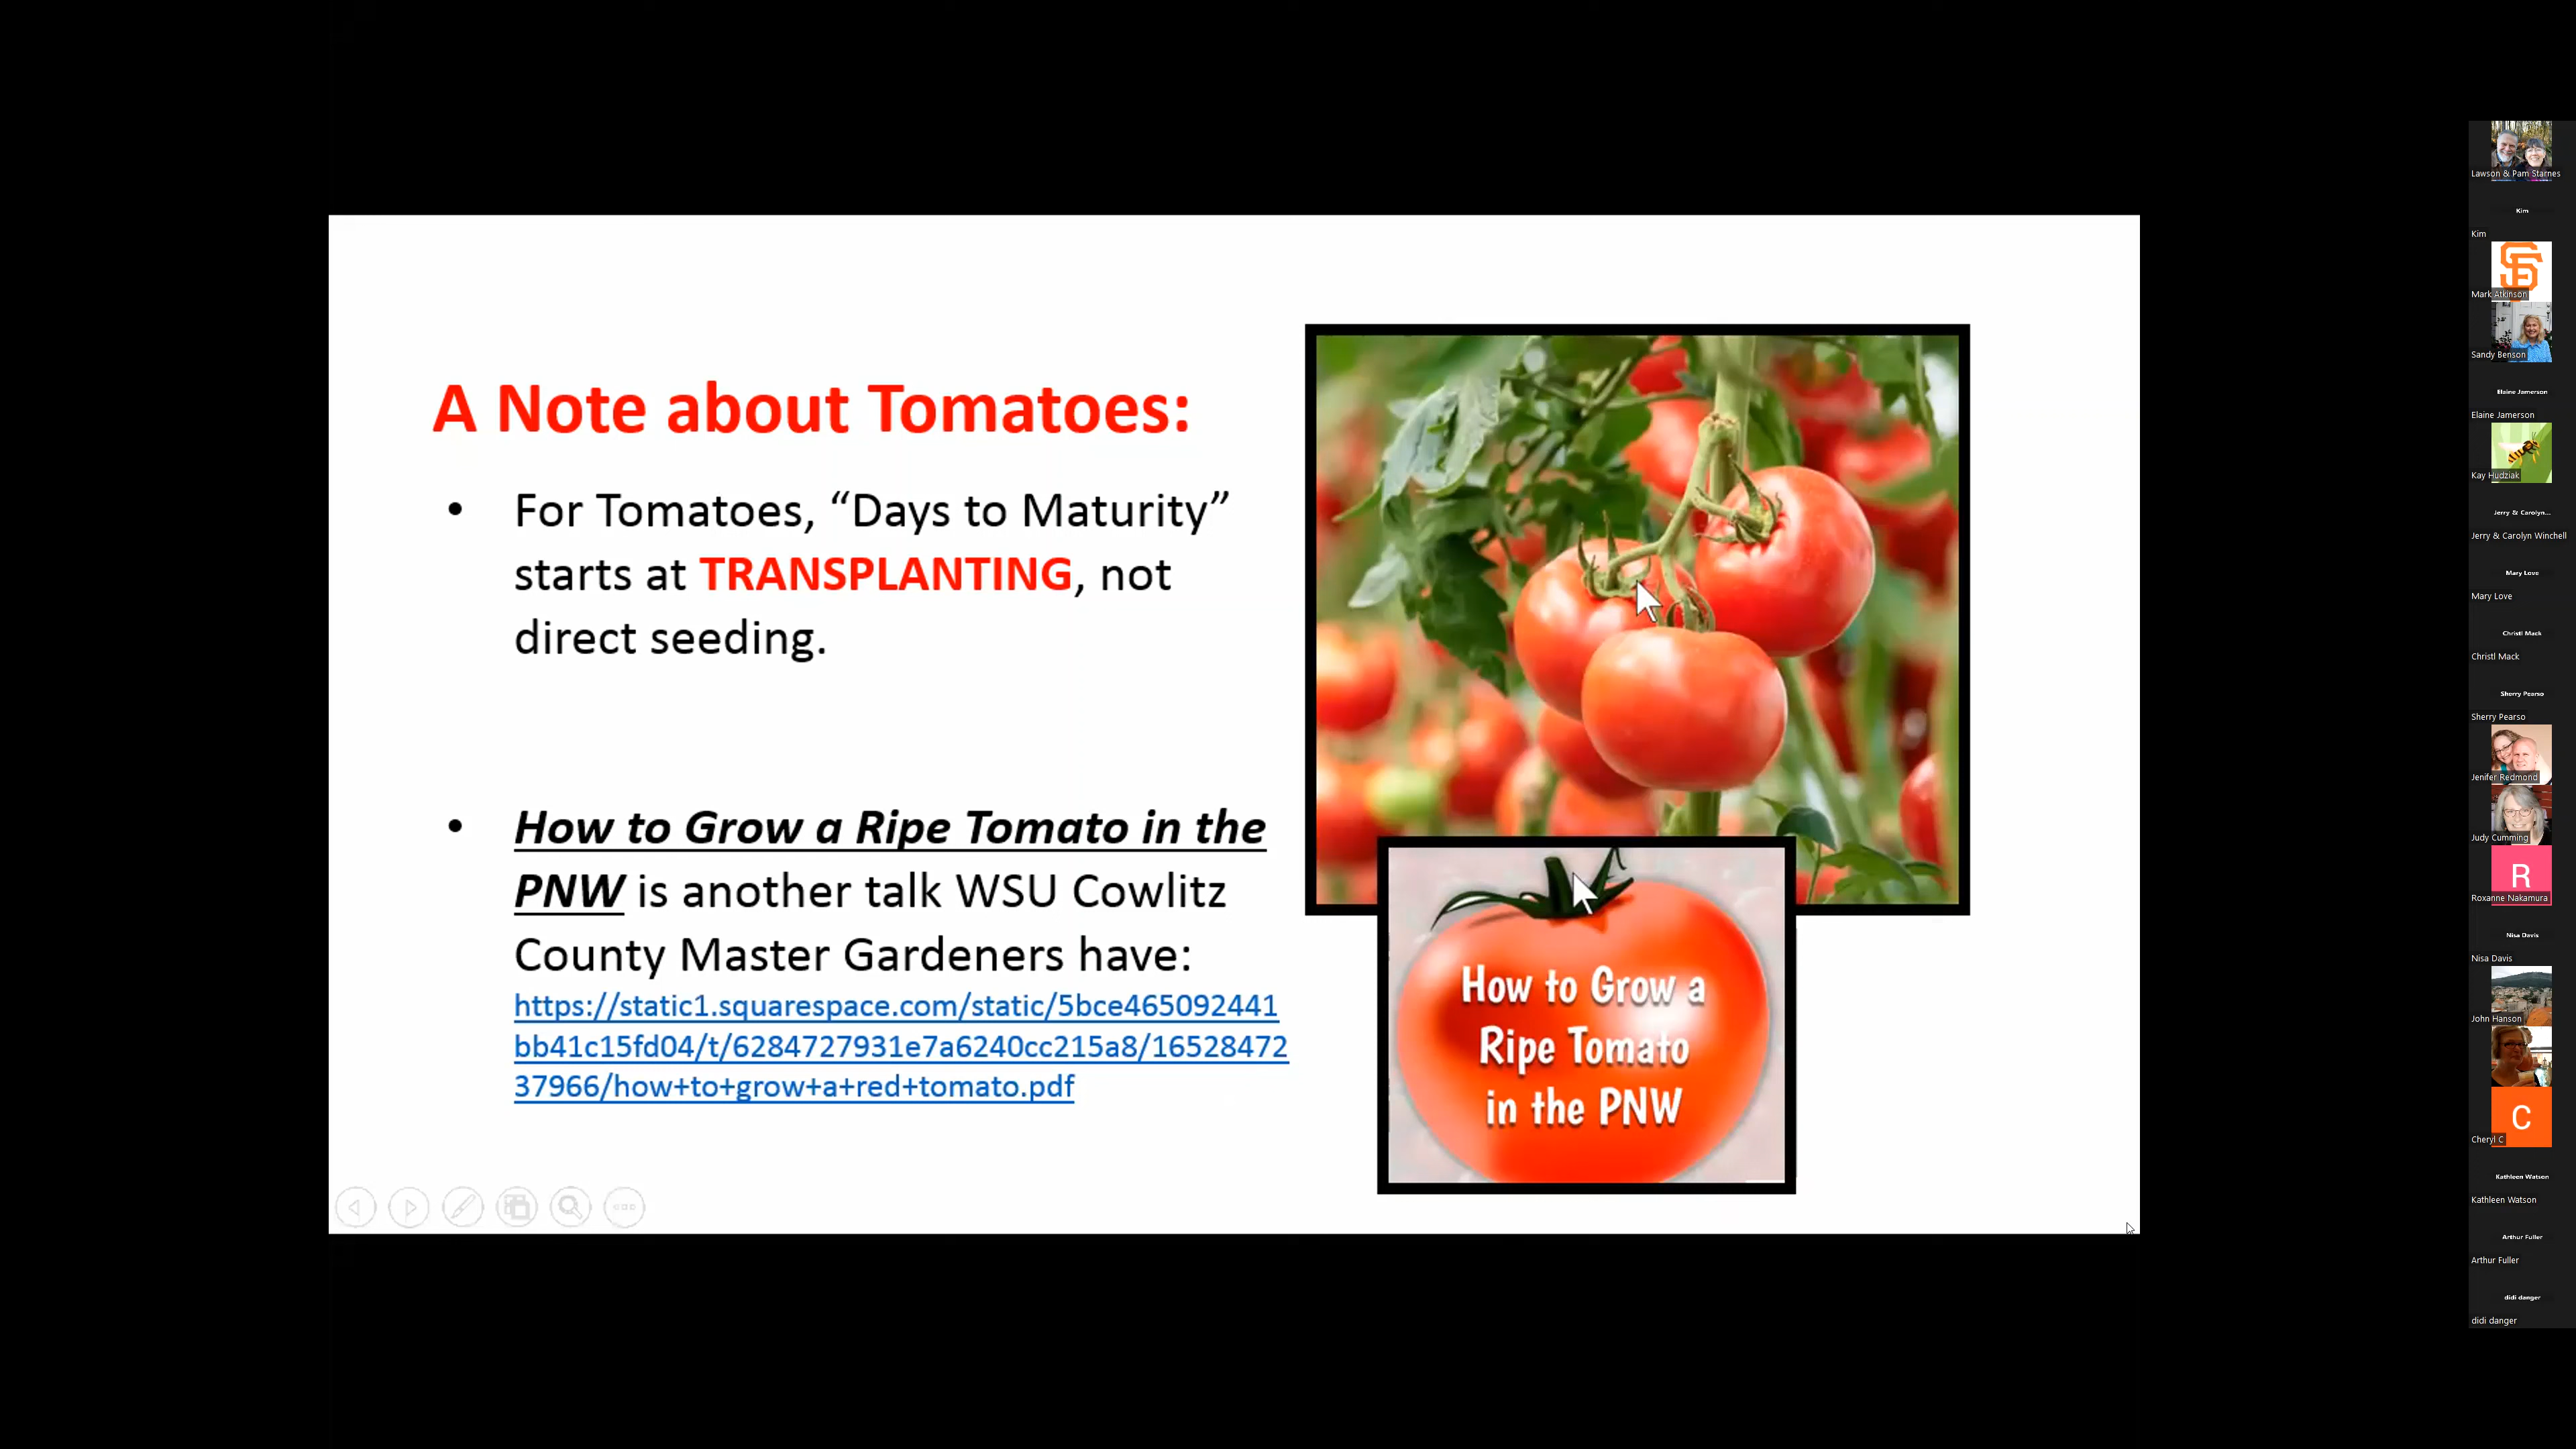 A Note about Tomatoes:
• For Tomatoes, “Days to Maturity”
starts at TRANSPLANTING, not
direct seeding.
• How to Grow a Ripe Tomato in the
PNW is another talk WSU Cowlitz
County Master Gardeners have:
https://static1.squarespace.com/static/5bce465092441
bb41c15fd04/t/6284727931e7a6240cc215a8/16528472
37966/how+to+grow+a+red+tomato.pdf
How to Grow a
Ripe Tomato
in the PNW
Lawson & Pam Starnes
Kim
Kim
SF
Mark Atkinson
Sandy Benson
Elaine Jamerson
Elaine Jamerson
Kay Hudziak
Jerry & Carolyn...
Jerry & Carolyn Winchell
Mary Love
Mary Love
Christl Mack
Christl Mack
Sherry Pearso
Sherry Pearso
Jenifer Redmond
Judy Cumming
R
Roxanne Nakamura
Nisa Davis
Nisa Davis
John Hanson
C
Cheryl C
Kathleen Watson
Kathleen Watson
Arthur Fuller
Arthur Fuller
didi danger
didi danger